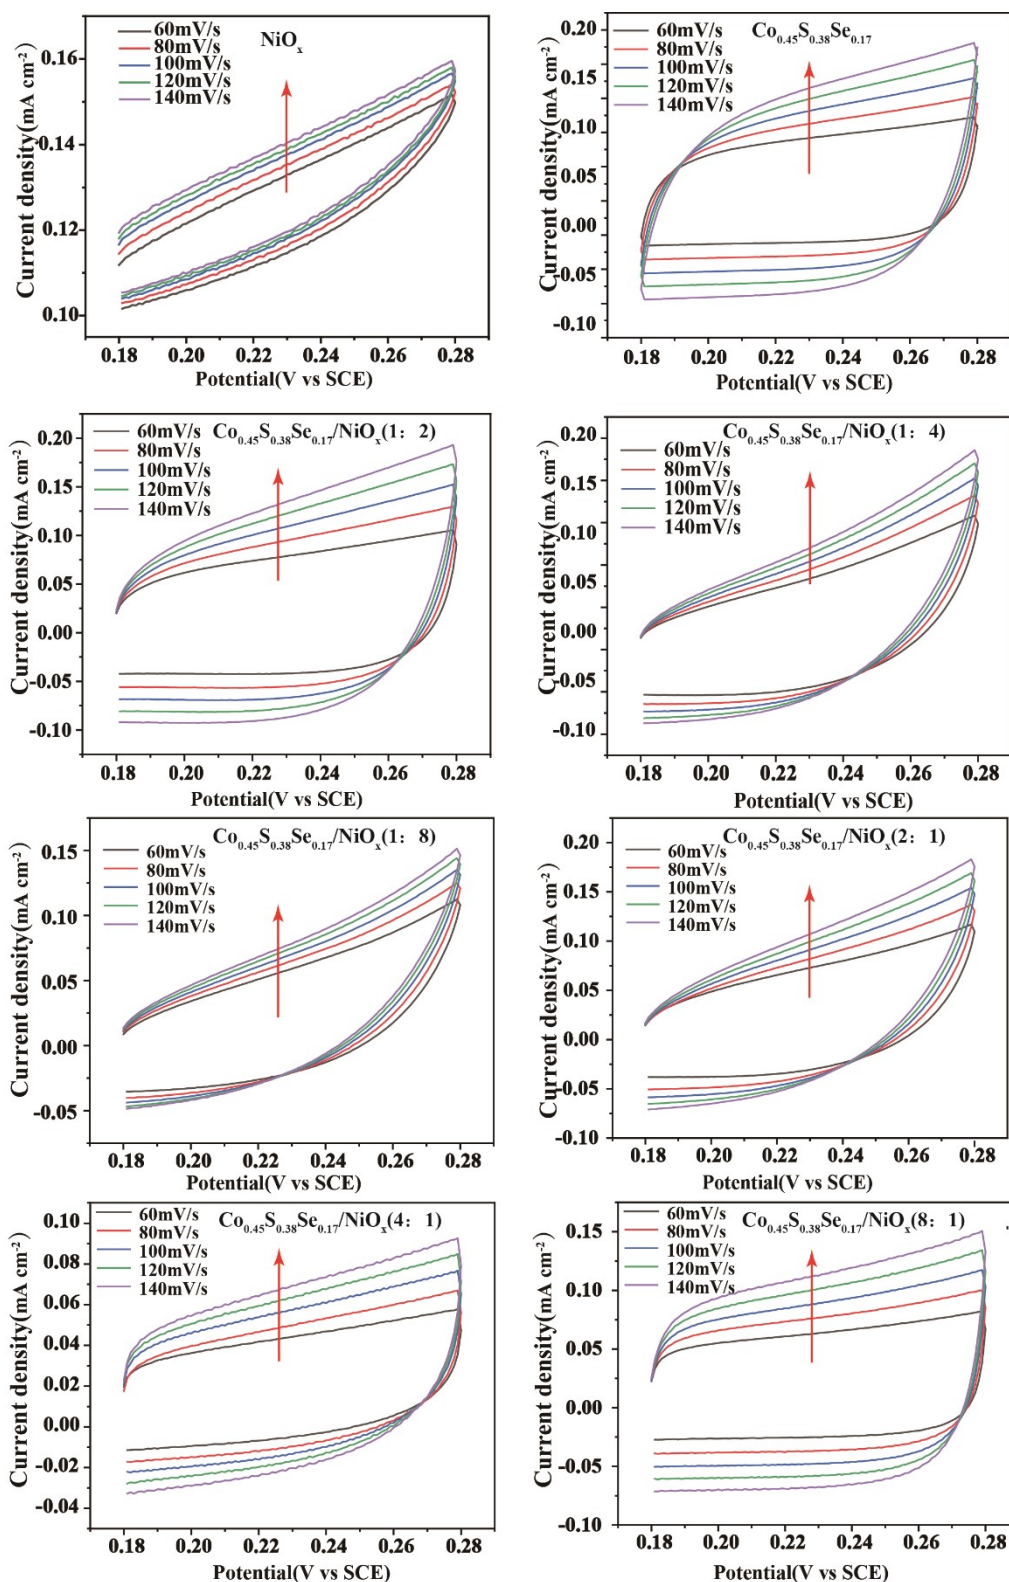 NiOx
60mV/s
80mV/s
100mV/s
120mV/s
140mV/s
Current density(mA cm-2)
0.16
0.14
0.12
0.10
0.18 0.20 0.22 0.24 0.26 0.28
Potential(V vs SCE)
Co0.45S0.38Se0.17
60mV/s
80mV/s
100mV/s
120mV/s
140mV/s
Current density(mA cm-2)
0.20
0.15
0.10
0.05
0.00
-0.05
-0.10
0.18 0.20 0.22 0.24 0.26 0.28
Potential(V vs SCE)
Co0.45S0.38Se0.17/NiOx(1: 2)
60mV/s
80mV/s
100mV/s
120mV/s
140mV/s
Current density(mA cm-2)
0.20
0.15
0.10
0.05
0.00
-0.05
-0.10
0.18 0.20 0.22 0.24 0.26 0.28
Potential(V vs SCE)
Co0.45S0.38Se0.17/NiOx(1: 4)
60mV/s
80mV/s
100mV/s
120mV/s
140mV/s
Current density(mA cm-2)
0.20
0.15
0.10
0.05
0.00
-0.05
-0.10
0.18 0.20 0.22 0.24 0.26 0.28
Potential(V vs SCE)
Co0.45S0.38Se0.17/NiOx(1: 8)
60mV/s
80mV/s
100mV/s
120mV/s
140mV/s
Current density(mA cm-2)
0.15
0.10
0.05
0.00
-0.05
0.18 0.20 0.22 0.24 0.26 0.28
Potential(V vs SCE)
Co0.45S0.38Se0.17/NiOx(2: 1)
60mV/s
80mV/s
100mV/s
120mV/s
140mV/s
Current density(mA cm-2)
0.20
0.15
0.10
0.05
0.00
-0.05
-0.10
0.18 0.20 0.22 0.24 0.26 0.28
Potential(V vs SCE)
Co0.45S0.38Se0.17/NiOx(4: 1)
60mV/s
80mV/s
100mV/s
120mV/s
140mV/s
Current density(mA cm-2)
0.10
0.08
0.06
0.04
0.02
0.00
-0.02
-0.04
0.18 0.20 0.22 0.24 0.26 0.28
Potential(V vs SCE)
Co0.45S0.38Se0.17/NiOx(8: 1)
60mV/s
80mV/s
100mV/s
120mV/s
140mV/s
Current density(mA cm-2)
0.15
0.10
0.05
0.00
-0.05
-0.10
0.18 0.20 0.22 0.24 0.26 0.28
Potential(V vs SCE)